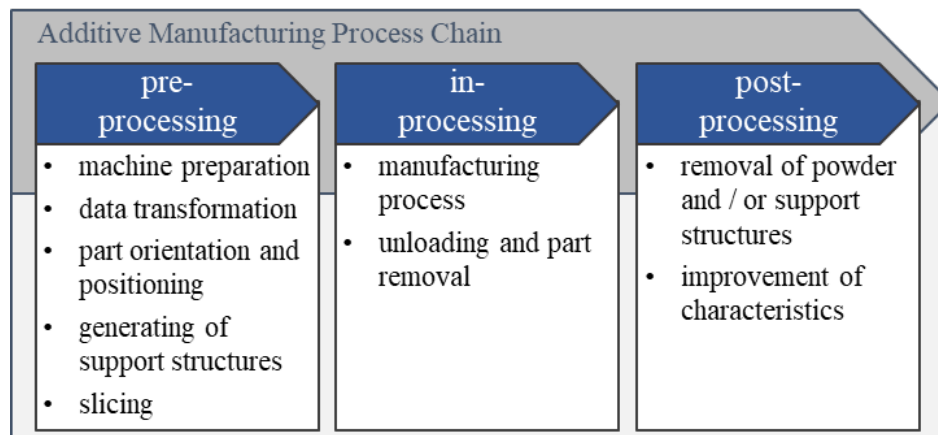 Additive Manufacturing Process Chain
pre-
processing
• machine preparation
• data transformation
• part orientation and
positioning
• generating of
support structures
• slicing
in-
processing
• manufacturing
process
• unloading and part
removal
post-
processing
• removal of powder
and / or support
structures
• improvement of
characteristics